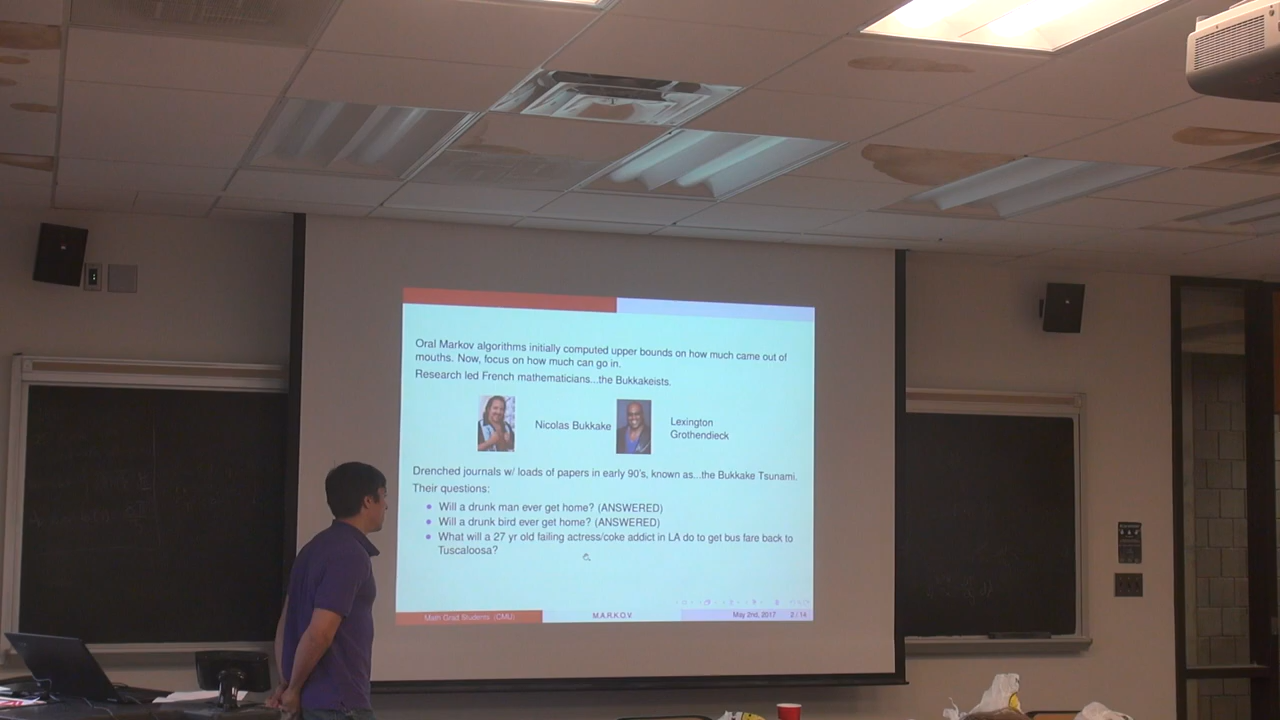 Oral Markov algorithms initially computed upper bounds on how much came out of
mouths. Now, focus on how much can go in.
Research led French mathematicians...the Bukkakeists.
Nicolas Bukkake
Lexington
Grothendieck
Drenched journals w/ loads of papers in early 90's, known as...the Bukkake Tsunami.
Their questions:
Will a drunk man ever get home? (ANSWERED)
Will a drunk bird ever get home? (ANSWERED)
What will a 27 yr old failing actress/coke addict in LA do to get bus fare back to
Tuscaloosa?
Math Grad Students (CMU)
M.A.R.K.O.V.
May 2nd, 2017
2 / 14